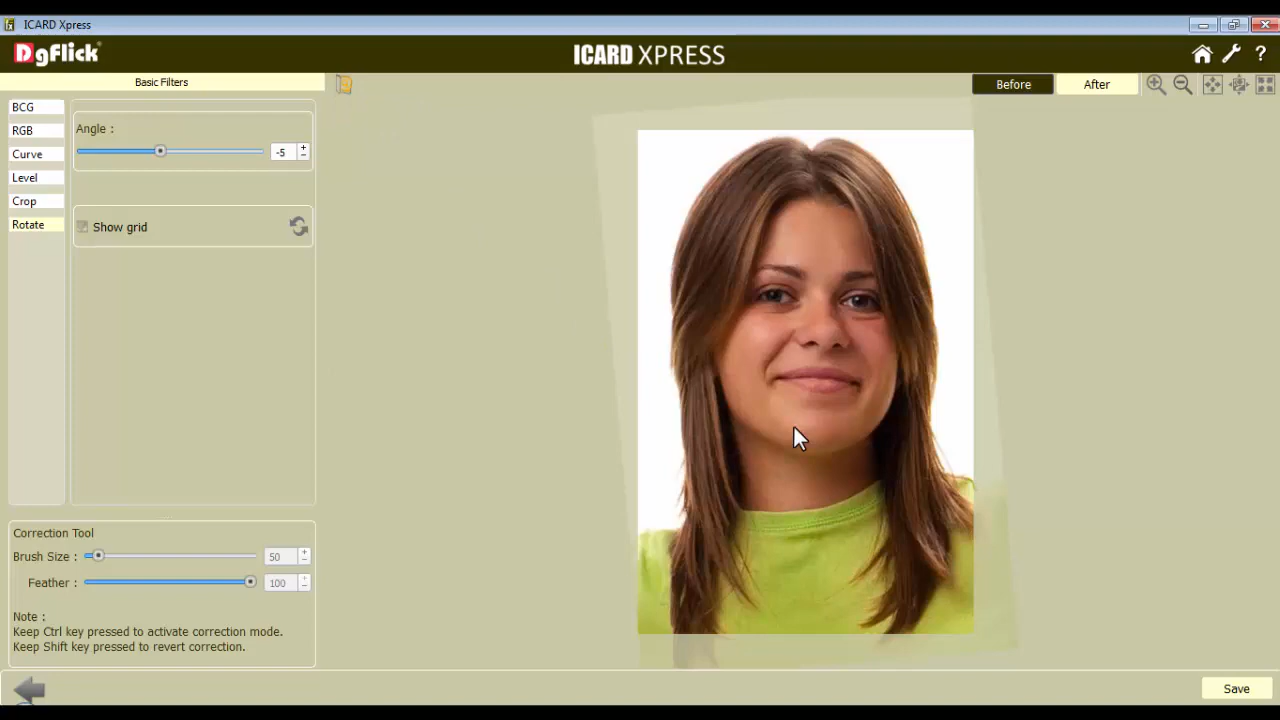 ICARD Xpress
DgFlick
ICARD XPRESS
?
Basic Filters
Before
After
BCG
RGB
Curve
Level
Crop
Rotate
Angle :
-5
Show grid
Correction Tool
Brush Size :
50
Feather :
100
Note :
Keep Ctrl key pressed to activate correction mode.
Keep Shift key pressed to revert correction.
Save